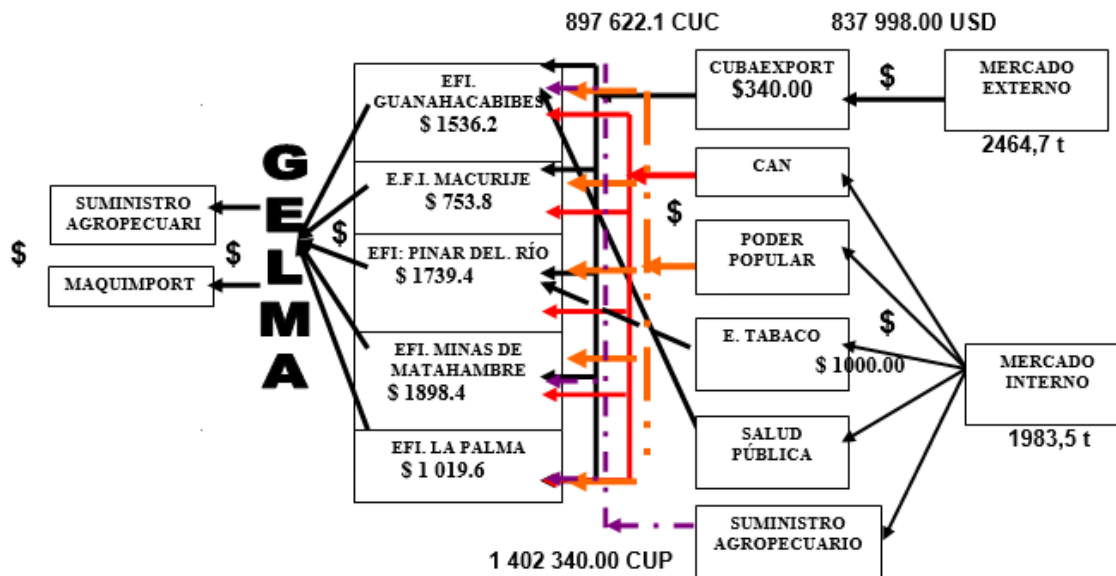 897 622.1 CUC
837 998.00 USD
EFI.
GUANAHACABIBES
$ 1536.2
CUBAEXPORT
$340.00
$
MERCADO
EXTERNO
2464,7 t
GELMA
E.F.I. MACURIJE
$ 753.8
CAN
SUMINISTRO
AGROPECUARI
$
$
$
MAQUIMPORT
EFI: PINAR DEL. RÍO
$ 1739.4
$
PODER
POPULAR
$
EFI. MINAS DE
MATAHAMBRE
$ 1898.4
E. TABACO
$ 1000.00
MERCADO
INTERNO
1983,5 t
EFI. LA PALMA
$ 1 019.6
SALUD
PÚBLICA
SUMINISTRO
AGROPECUARIO
1 402 340.00 CUP